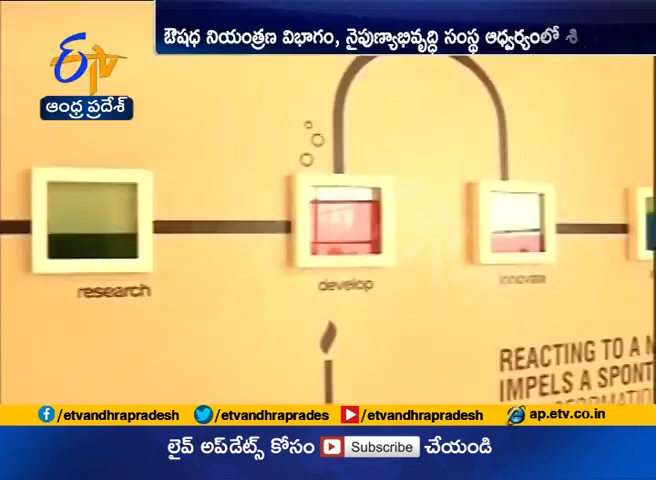 ఔషధ నియంత్రణ విభాగం, నైపుణ్యాభివృద్ధి సంస్థ ఆధ్వర్యంలో
ETV
ఆంధ్ర ప్రదేశ్
research
develop
innovate
REACTING TO A
IMPELS A
/etvandhrapradesh /etvandhraprades /etvandhrapradesh ap.etv.co.in
లైవ్ అప్‌డేట్స్ కోసం Subscribe చేయండి